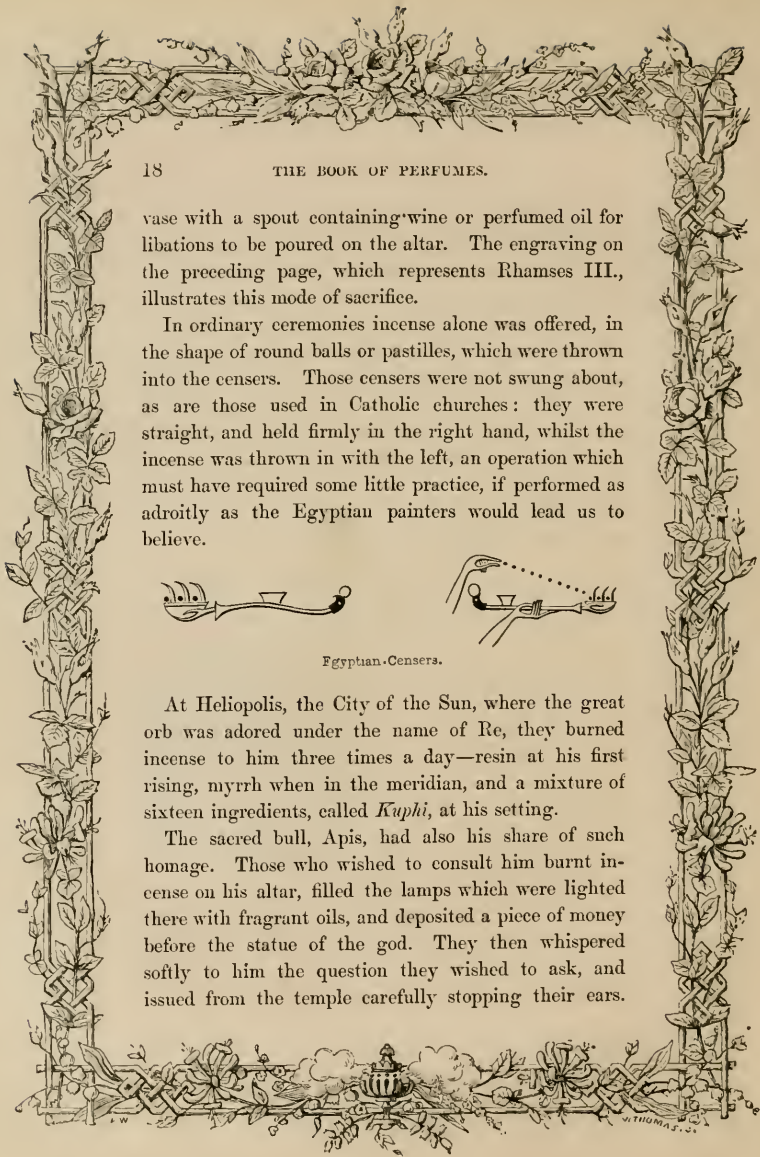 18 THE BOOK OF PERFUMES.
vase with a spout containing wine or perfumed oil for
libations to be poured on the altar. The engraving on
the preceding page, which represents Rhamses III.,
illustrates this mode of sacrifice.
In ordinary ceremonies incense alone was offered, in
the shape of round balls or pastilles, which were thrown
into the censers. Those censers were not swung about,
as are those used in Catholic churches: they were
straight, and held firmly in the right hand, whilst the
incense was thrown in with the left, an operation which
must have required some little practice, if performed as
adroitly as the Egyptian painters would lead us to
believe.
Egyptian Censers.
At Heliopolis, the City of the Sun, where the great
orb was adored under the name of Re, they burned
incense to him three times a day—resin at his first
rising, myrrh when in the meridian, and a mixture of
sixteen ingredients, called Kuphi, at his setting.
The sacred bull, Apis, had also his share of such
homage. Those who wished to consult him burnt in-
cense on his altar, filled the lamps which were lighted
there with fragrant oils, and deposited a piece of money
before the statue of the god. They then whispered
softly to him the question they wished to ask, and
issued from the temple carefully stopping their ears.
W
W. THOMAS. Sc